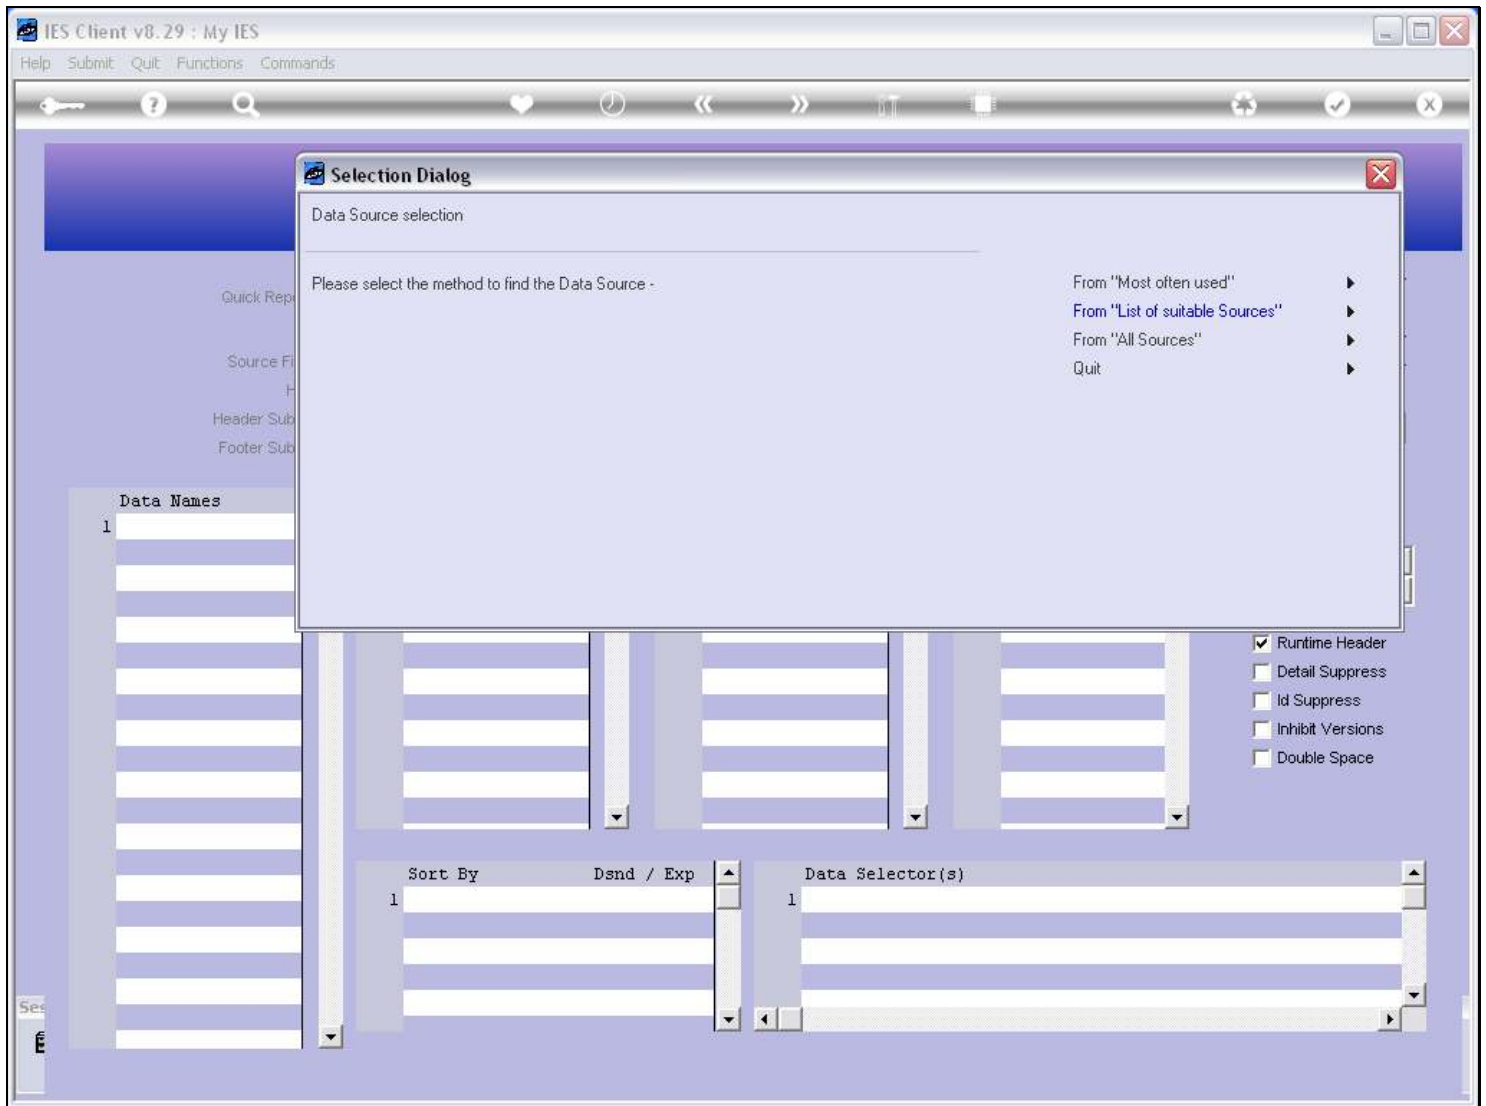 IES Client v8.29 : My IES
Help Submit Quit Functions Commands
Selection Dialog
Data Source selection
Please select the method to find the Data Source -
From "Most often used"
From "List of suitable Sources"
From "All Sources"
Quit
Quick Rep
Source Fi
H
Header Sub
Footer Sub
Data Names
1
Runtime Header
Detail Suppress
Id Suppress
Inhibit Versions
Double Space
Sort By Dsnd / Exp
1
Data Selector(s)
1
Ses